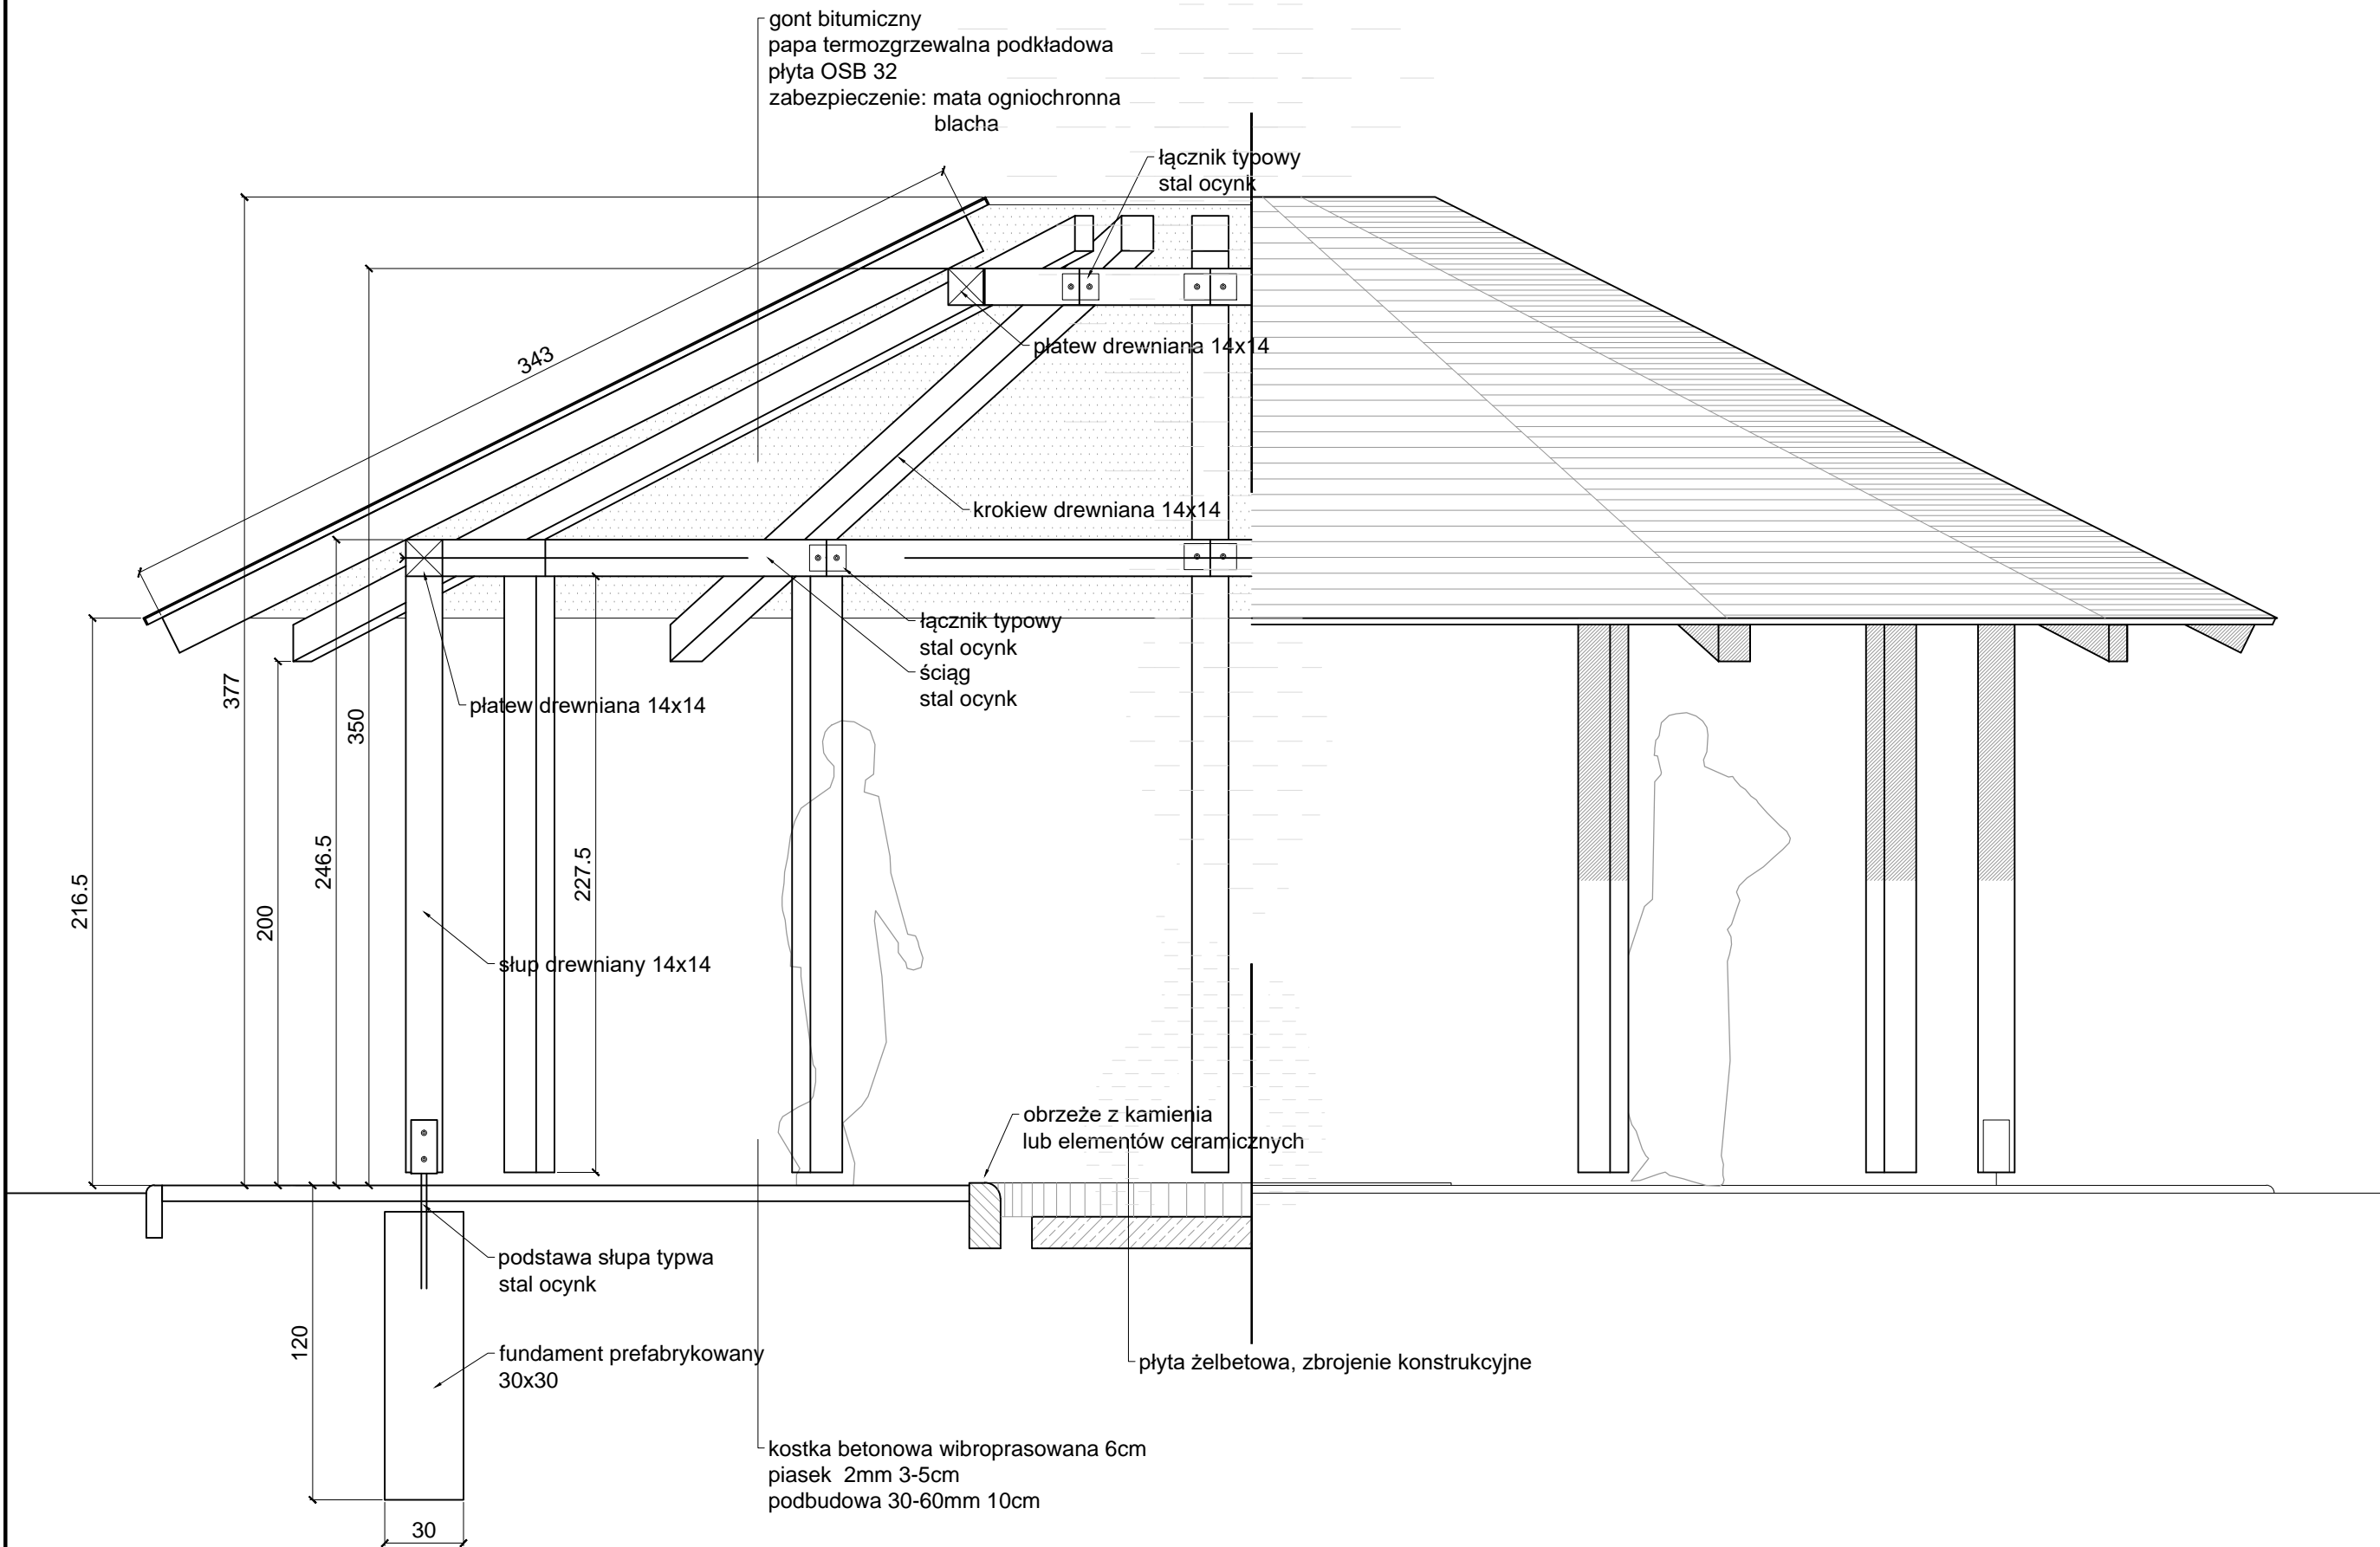 gont bitumiczny
papa termozgrzewalna podkładowa
płyta OSB 32
zabezpieczenie: mata ogniochronna
blacha
łącznik typowy
stal ocynk
343
płatew drewniana 14x14
krokiew drewniana 14x14
łącznik typowy
stal ocynk
ściąg
stal ocynk
płatew drewniana 14x14
377
350
246.5
227.5
216.5
200
słup drewniany 14x14
obrzeże z kamienia
lub elementów ceramicznych
podstawa słupa typwa
stal ocynk
120
fundament prefabrykowany
30x30
płyta żelbetowa, zbrojenie konstrukcyjne
kostka betonowa wibroprasowana 6cm
piasek 2mm 3-5cm
podbudowa 30-60mm 10cm
30